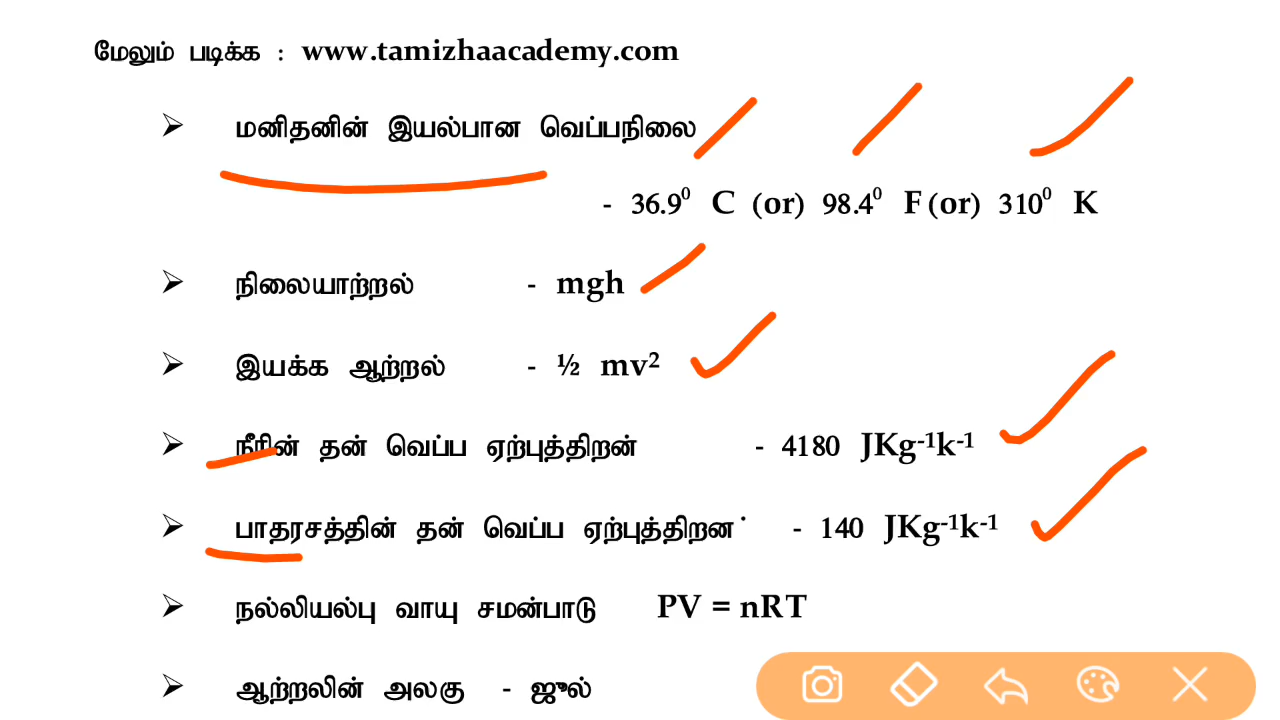 மேலும் படிக்க : www.tamizhaacademy.com
➢ மனிதனின் இயல்பான வெப்பநிலை
- 36.9⁰ C (or) 98.4⁰ F (or) 310⁰ K
➢ நிலையாற்றல் - mgh
➢ இயக்க ஆற்றல் - ½ mv²
➢ நீரின் தன் வெப்ப ஏற்புத்திறன் - 4180 JKg⁻¹k⁻¹
➢ பாதரசத்தின் தன் வெப்ப ஏற்புத்திறன் - 140 JKg⁻¹k⁻¹
➢ நல்லியல்பு வாயு சமன்பாடு PV = nRT
➢ ஆற்றலின் அலகு - ஜுல்